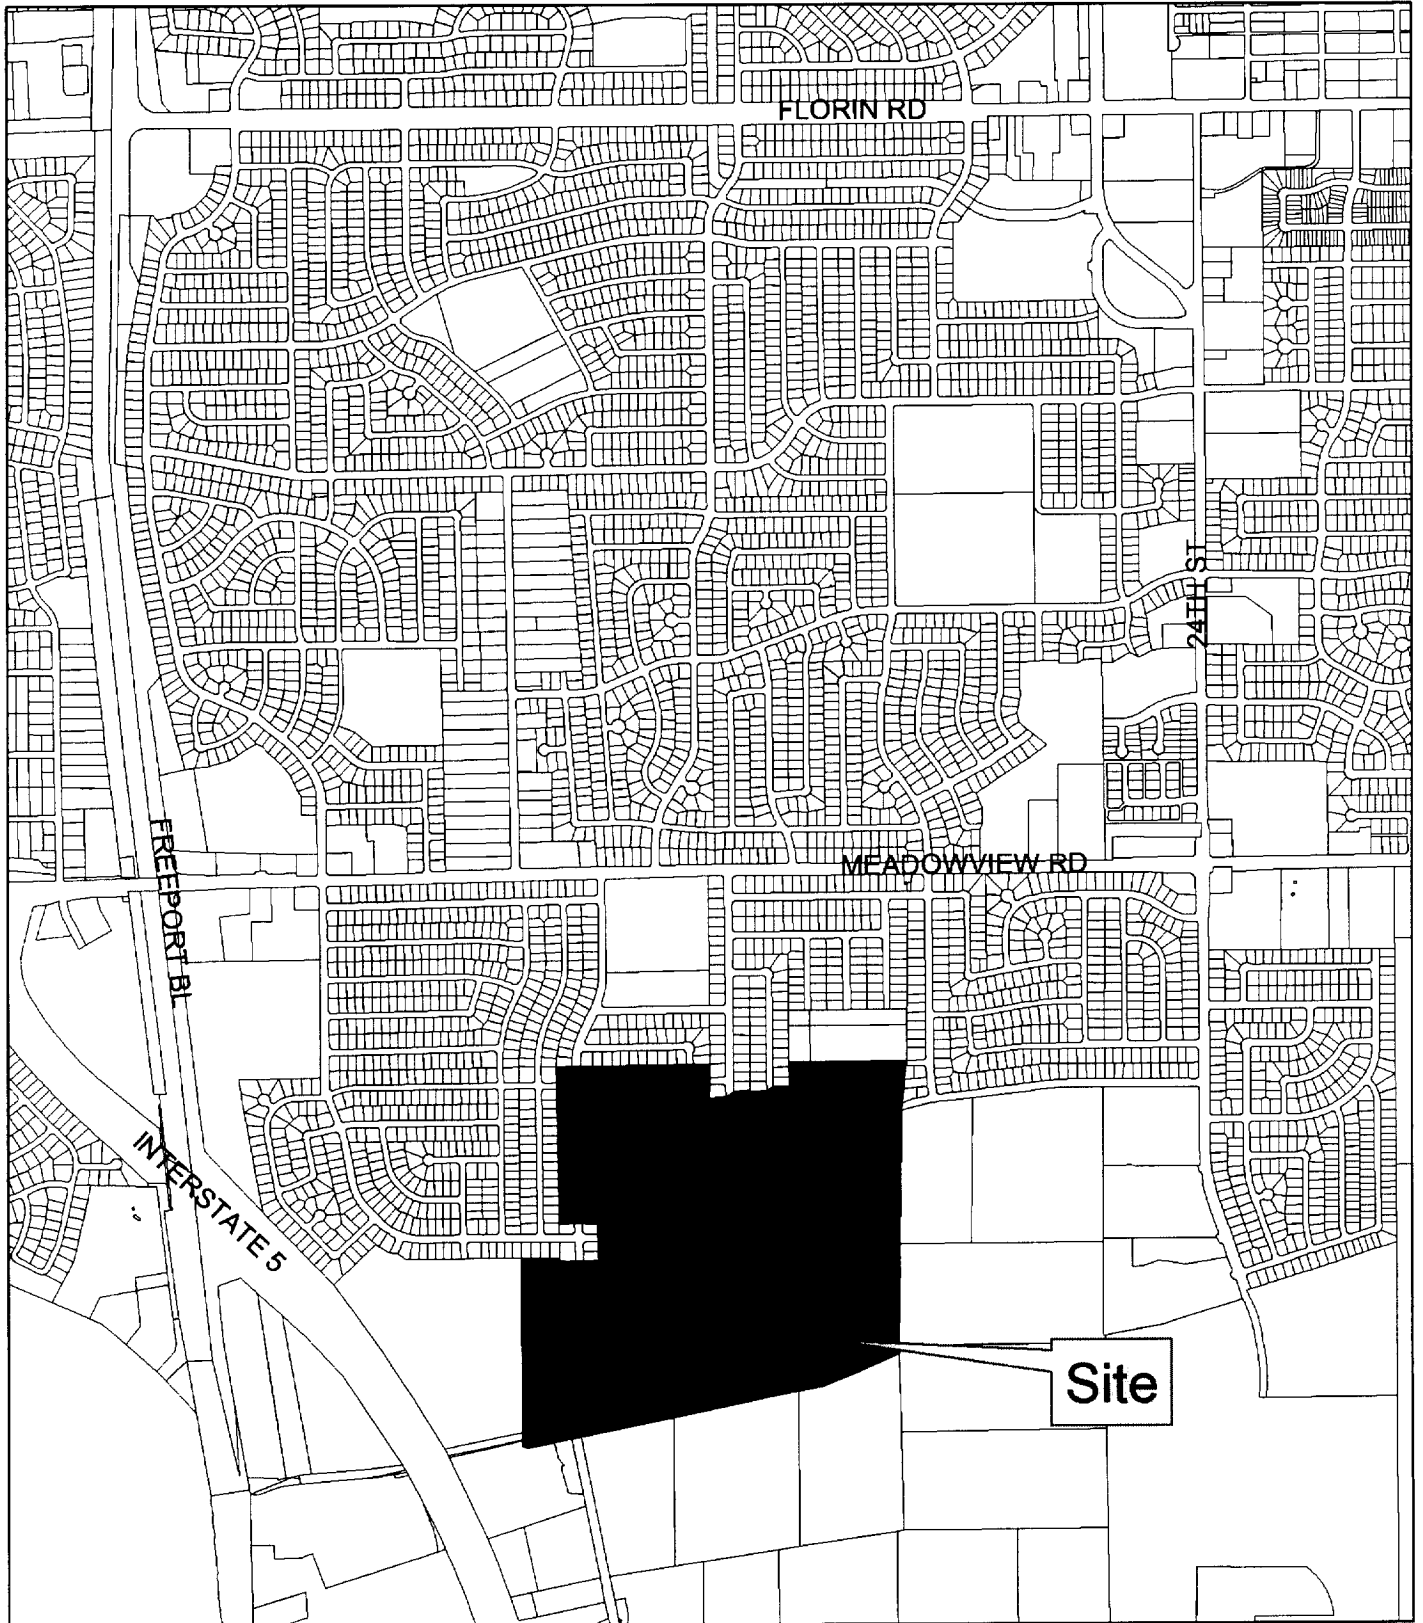 FLORIN RD
24TH ST
MEADOWVIEW RD
FREEPORT BL
INTERSTATE 5
Site